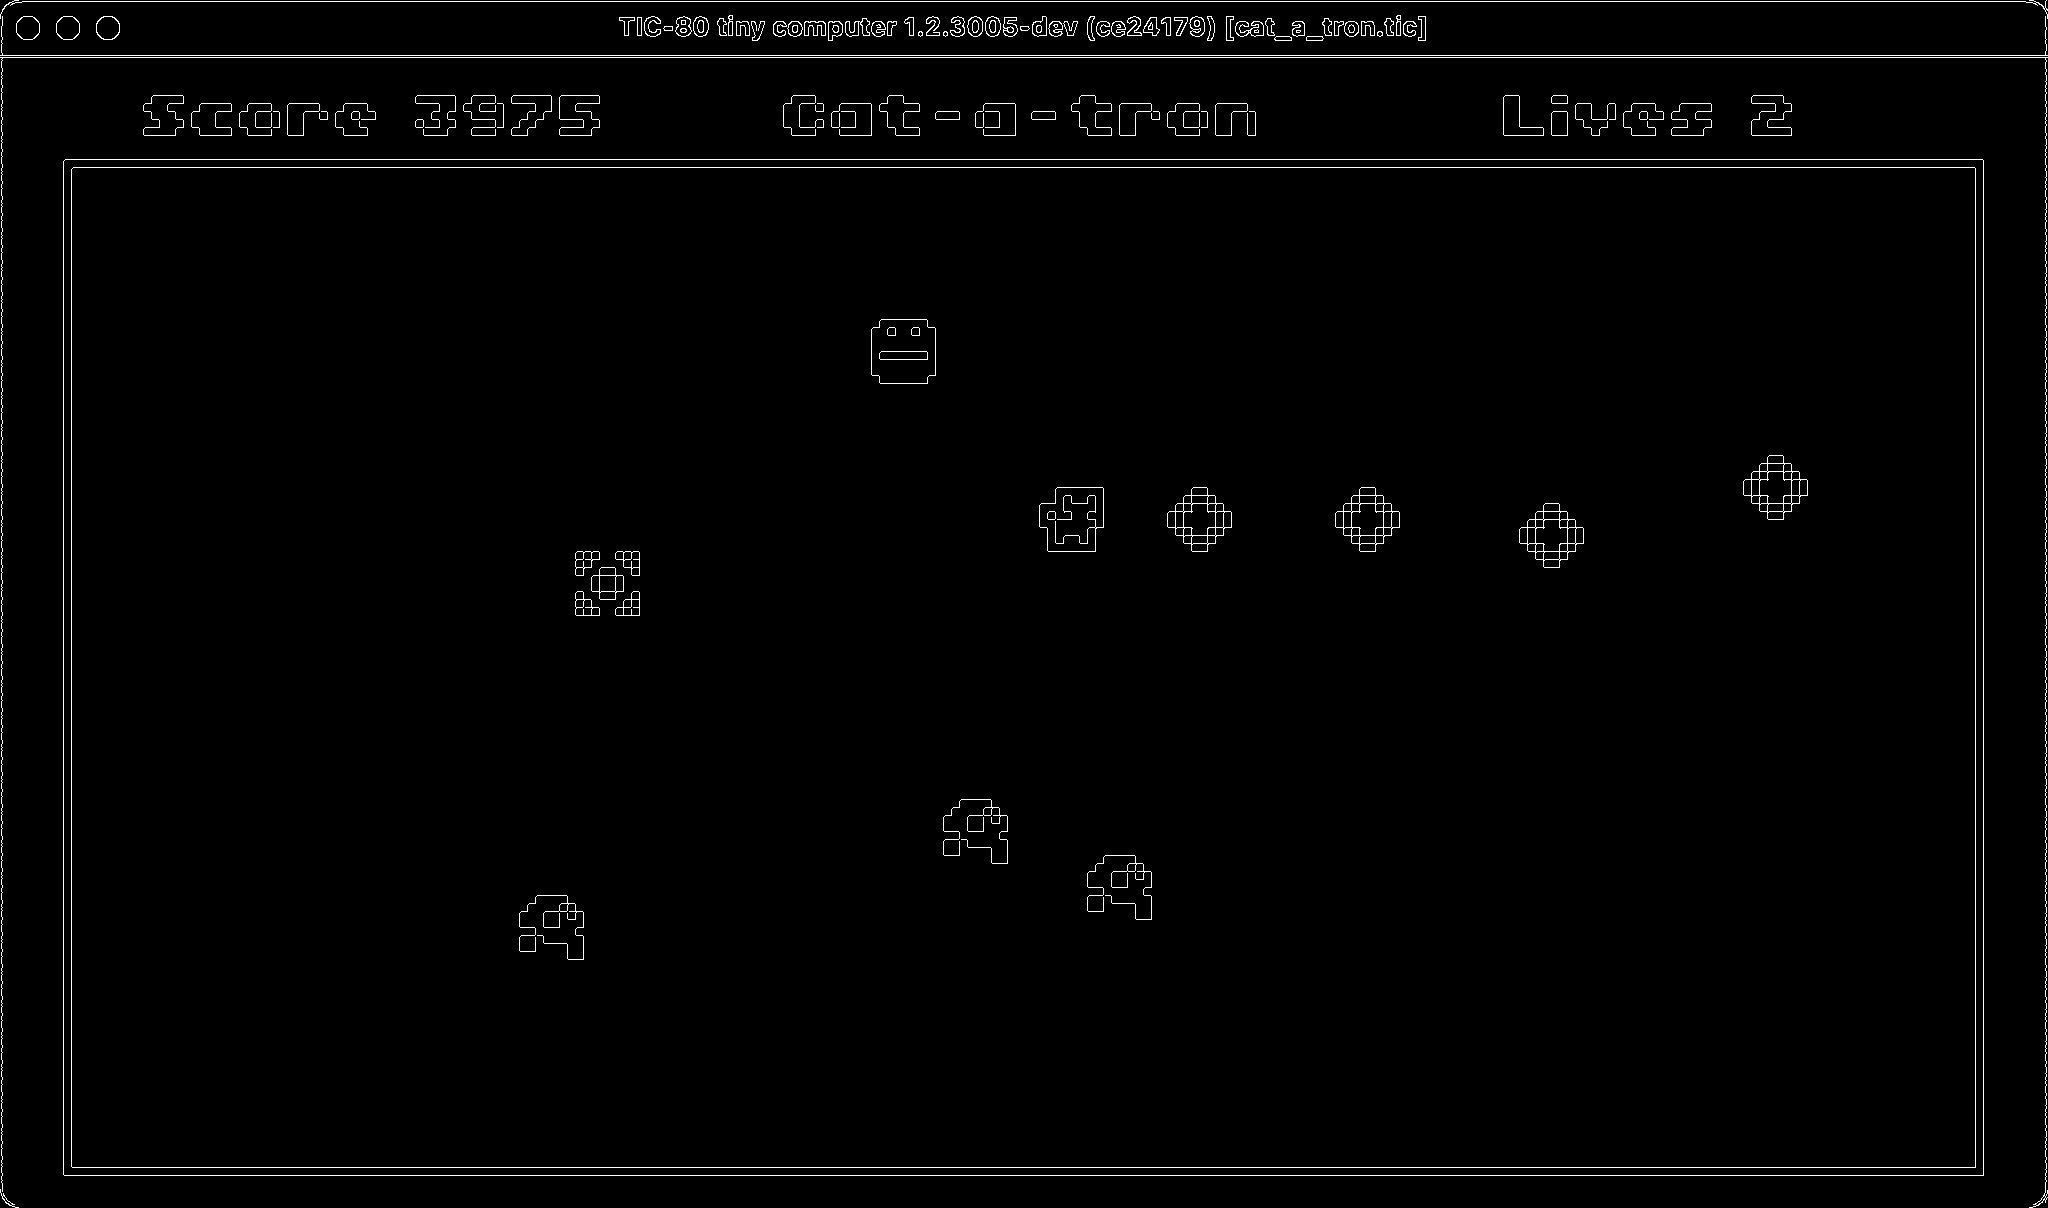 TIC-80 tiny computer 1.2.3005-dev (ce24179) [cat_a_tron.tic]
Score 3975 Cat-a-tron Lives 2